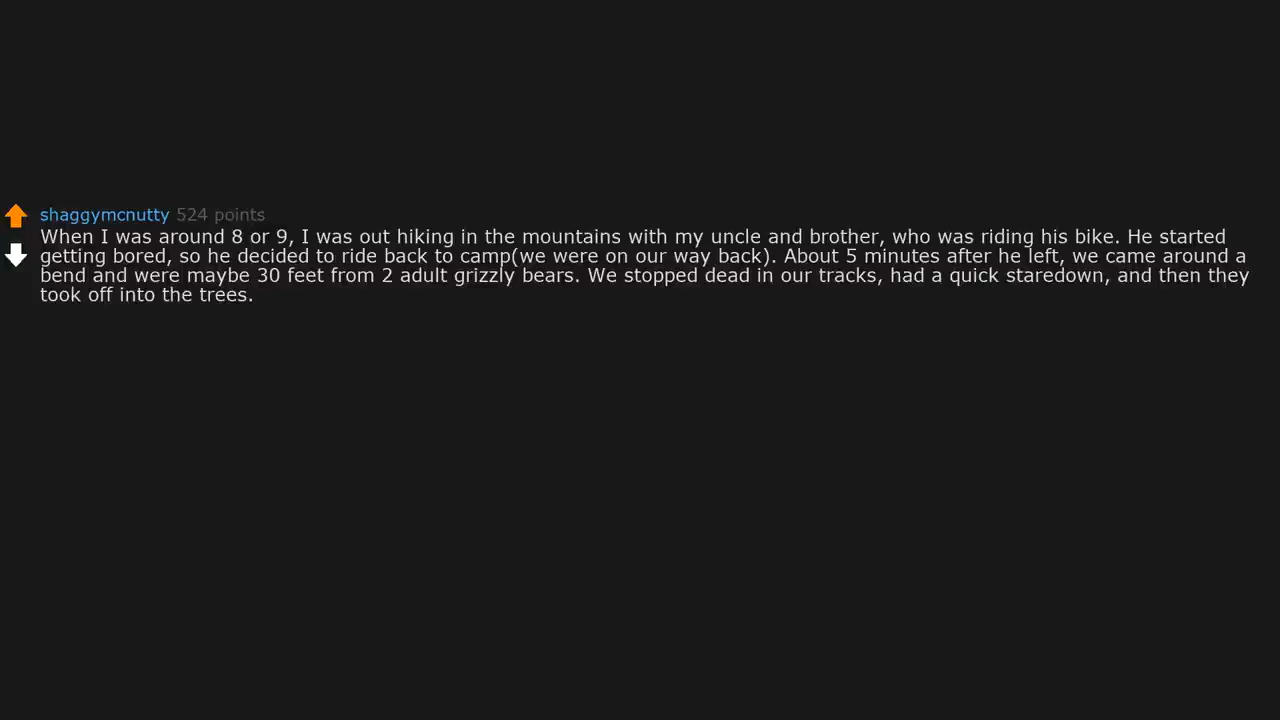 shaggymcnutty 524 points
When I was around 8 or 9, I was out hiking in the mountains with my uncle and brother, who was riding his bike. He started
getting bored, so he decided to ride back to camp(we were on our way back). About 5 minutes after he left, we came around a
bend and were maybe 30 feet from 2 adult grizzly bears. We stopped dead in our tracks, had a quick staredown, and then they
took off into the trees.